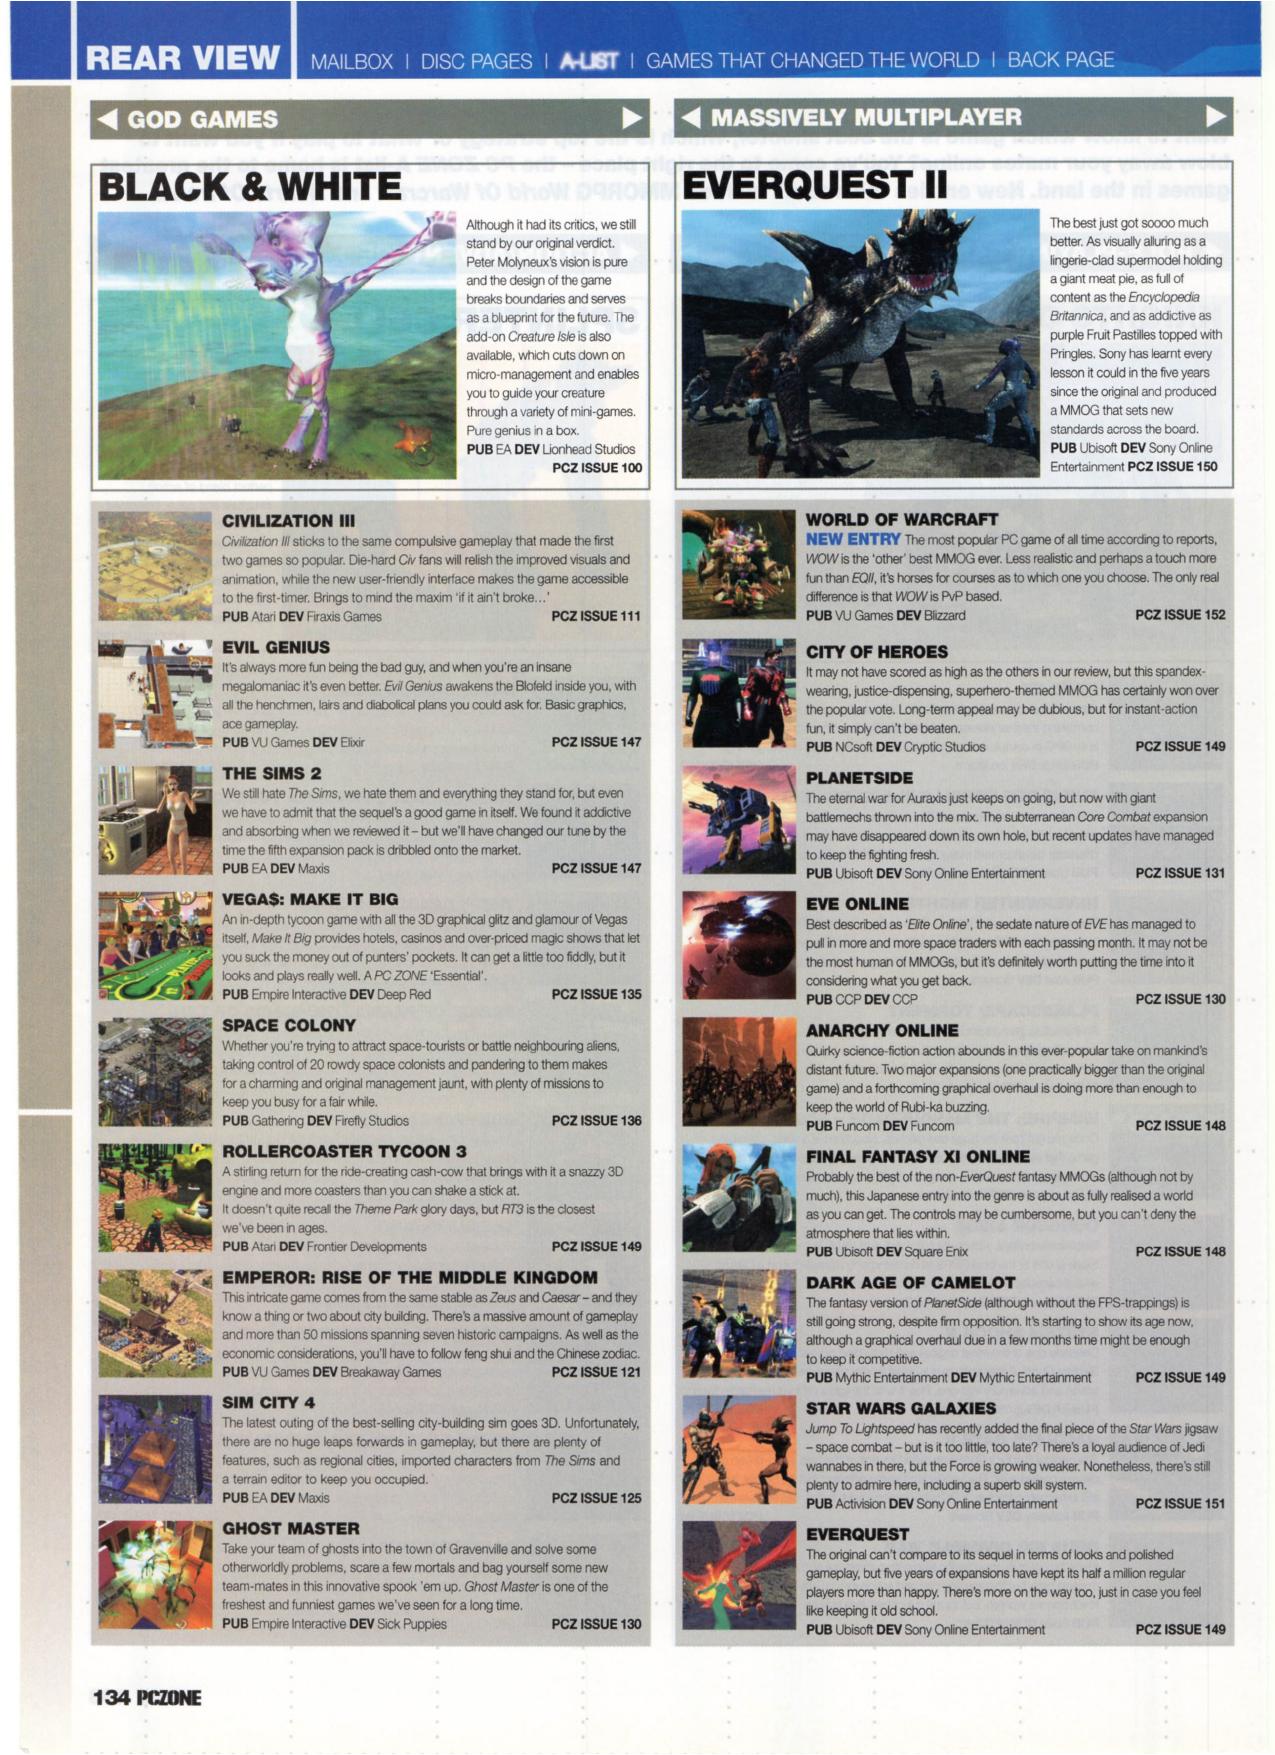 REAR VIEW
MAILBOX | DISC PAGES | A-LIST | GAMES THAT CHANGED THE WORLD | BACK PAGE
GOD GAMES
BLACK & WHITE
Although it had its critics, we still
stand by our original verdict.
Peter Molyneux's vision is pure
and the design of the game
breaks boundaries and serves
as a blueprint for the future. The
add-on Creature Isle is also
available, which cuts down on
micro-management and enables
you to guide your creature
through a variety of mini-games.
Pure genius in a box.
PUB EA DEV Lionhead Studios
PCZ ISSUE 100
CIVILIZATION III
Civilization III sticks to the same compulsive gameplay that made the first
two games so popular. Die-hard Civ fans will relish the improved visuals and
animation, while the new user-friendly interface makes the game accessible
to the first-timer. Brings to mind the maxim 'if it ain't broke...'
PUB Atari DEV Firaxis Games PCZ ISSUE 111
EVIL GENIUS
It's always more fun being the bad guy, and when you're an insane
megalomaniac it's even better. Evil Genius awakens the Blofeld inside you, with
all the henchmen, lairs and diabolical plans you could ask for. Basic graphics,
ace gameplay.
PUB VU Games DEV Elixir PCZ ISSUE 147
THE SIMS 2
We still hate The Sims, we hate them and everything they stand for, but even
we have to admit that the sequel's a good game in itself. We found it addictive
and absorbing when we reviewed it – but we'll have changed our tune by the
time the fifth expansion pack is dribbled onto the market.
PUB EA DEV Maxis PCZ ISSUE 147
VEGA$: MAKE IT BIG
An in-depth tycoon game with all the 3D graphical glitz and glamour of Vegas
itself, Make It Big provides hotels, casinos and over-priced magic shows that let
you suck the money out of punters' pockets. It can get a little too fiddly, but it
looks and plays really well. A PC ZONE 'Essential'.
PUB Empire Interactive DEV Deep Red PCZ ISSUE 135
SPACE COLONY
Whether you're trying to attract space-tourists or battle neighbouring aliens,
taking control of 20 rowdy space colonists and pandering to them makes
for a charming and original management jaunt, with plenty of missions to
keep you busy for a fair while.
PUB Gathering DEV Firefly Studios PCZ ISSUE 136
ROLLERCOASTER TYCOON 3
A stirling return for the ride-creating cash-cow that brings with it a snazzy 3D
engine and more coasters than you can shake a stick at.
It doesn't quite recall the Theme Park glory days, but RT3 is the closest
we've been in ages.
PUB Atari DEV Frontier Developments PCZ ISSUE 149
EMPEROR: RISE OF THE MIDDLE KINGDOM
This intricate game comes from the same stable as Zeus and Caesar – and they
know a thing or two about city building. There's a massive amount of gameplay
and more than 50 missions spanning seven historic campaigns. As well as the
economic considerations, you'll have to follow feng shui and the Chinese zodiac.
PUB VU Games DEV Breakaway Games PCZ ISSUE 121
SIM CITY 4
The latest outing of the best-selling city-building sim goes 3D. Unfortunately,
there are no huge leaps forwards in gameplay, but there are plenty of
features, such as regional cities, imported characters from The Sims and
a terrain editor to keep you occupied.
PUB EA DEV Maxis PCZ ISSUE 125
GHOST MASTER
Take your team of ghosts into the town of Gravenville and solve some
otherworldly problems, scare a few mortals and bag yourself some new
team-mates in this innovative spook 'em up. Ghost Master is one of the
freshest and funniest games we've seen for a long time.
PUB Empire Interactive DEV Sick Puppies PCZ ISSUE 130
MASSIVELY MULTIPLAYER
EVERQUEST II
The best just got soooo much
better. As visually alluring as a
lingerie-clad supermodel holding
a giant meat pie, as full of
content as the Encyclopedia
Britannica, and as addictive as
purple Fruit Pastilles topped with
Pringles. Sony has learnt every
lesson it could in the five years
since the original and produced
a MMOG that sets new
standards across the board.
PUB Ubisoft DEV Sony Online
Entertainment PCZ ISSUE 150
WORLD OF WARCRAFT
NEW ENTRY The most popular PC game of all time according to reports,
WOW is the 'other' best MMOG ever. Less realistic and perhaps a touch more
fun than EQII, it's horses for courses as to which one you choose. The only real
difference is that WOW is PvP based.
PUB VU Games DEV Blizzard PCZ ISSUE 152
CITY OF HEROES
It may not have scored as high as the others in our review, but this spandex-
wearing, justice-dispensing, superhero-themed MMOG has certainly won over
the popular vote. Long-term appeal may be dubious, but for instant-action
fun, it simply can't be beaten.
PUB NCsoft DEV Cryptic Studios PCZ ISSUE 149
PLANETSIDE
The eternal war for Auraxis just keeps on going, but now with giant
battlemechs thrown into the mix. The subterranean Core Combat expansion
may have disappeared down its own hole, but recent updates have managed
to keep the fighting fresh.
PUB Ubisoft DEV Sony Online Entertainment PCZ ISSUE 131
EVE ONLINE
Best described as 'Elite Online', the sedate nature of EVE has managed to
pull in more and more space traders with each passing month. It may not be
the most human of MMOGs, but it's definitely worth putting the time into it
considering what you get back.
PUB CCP DEV CCP PCZ ISSUE 130
ANARCHY ONLINE
Quirky science-fiction action abounds in this ever-popular take on mankind's
distant future. Two major expansions (one practically bigger than the original
game) and a forthcoming graphical overhaul is doing more than enough to
keep the world of Rubi-ka buzzing.
PUB Funcom DEV Funcom PCZ ISSUE 148
FINAL FANTASY XI ONLINE
Probably the best of the non-EverQuest fantasy MMOGs (although not by
much), this Japanese entry into the genre is about as fully realised a world
as you can get. The controls may be cumbersome, but you can't deny the
atmosphere that lies within.
PUB Ubisoft DEV Square Enix PCZ ISSUE 148
DARK AGE OF CAMELOT
The fantasy version of PlanetSide (although without the FPS-trappings) is
still going strong, despite firm opposition. It's starting to show its age now,
although a graphical overhaul due in a few months time might be enough
to keep it competitive.
PUB Mythic Entertainment DEV Mythic Entertainment PCZ ISSUE 149
STAR WARS GALAXIES
Jump To Lightspeed has recently added the final piece of the Star Wars jigsaw
– space combat – but is it too little, too late? There's a loyal audience of Jedi
wannabes in there, but the Force is growing weaker. Nonetheless, there's still
plenty to admire here, including a superb skill system.
PUB Activision DEV Sony Online Entertainment PCZ ISSUE 151
EVERQUEST
The original can't compare to its sequel in terms of looks and polished
gameplay, but five years of expansions have kept its half a million regular
players more than happy. There's more on the way too, just in case you feel
like keeping it old school.
PUB Ubisoft DEV Sony Online Entertainment PCZ ISSUE 149
134 PCZONE